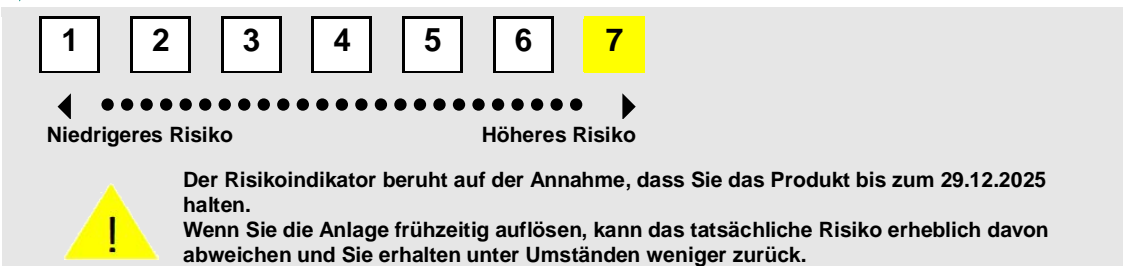 1 2 3 4 5 6 7
Niedrigeres Risiko Höheres Risiko
Der Risikoindikator beruht auf der Annahme, dass Sie das Produkt bis zum 29.12.2025
halten.
Wenn Sie die Anlage frühzeitig auflösen, kann das tatsächliche Risiko erheblich davon
abweichen und Sie erhalten unter Umständen weniger zurück.
!